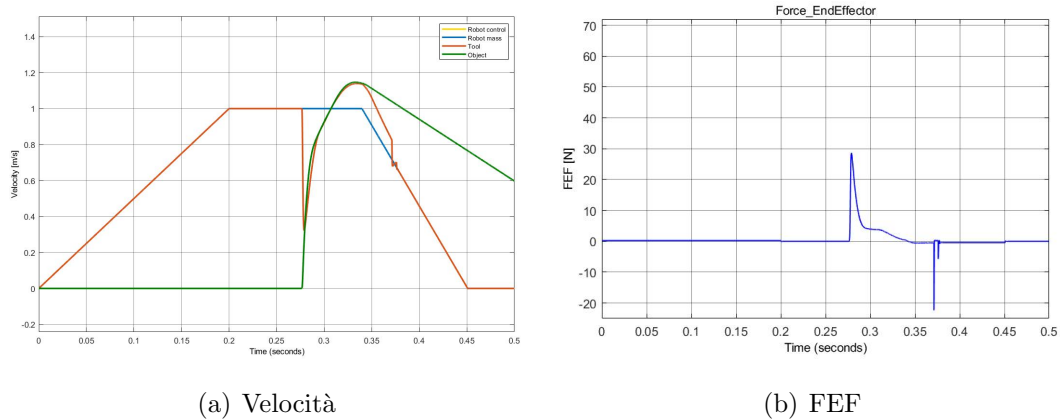 Force_EndEffector
Robot control
Robot mass
Tool
Object
Velocity [m/s]
1.4
1.2
1
0.8
0.6
0.4
0.2
0
-0.2
0 0.05 0.1 0.15 0.2 0.25 0.3 0.35 0.4 0.45 0.5
Time (seconds)
FEF [N]
70
60
50
40
30
20
10
0
-10
-20
0 0.05 0.1 0.15 0.2 0.25 0.3 0.35 0.4 0.45 0.5
Time (seconds)
(a) Velocità
(b) FEF